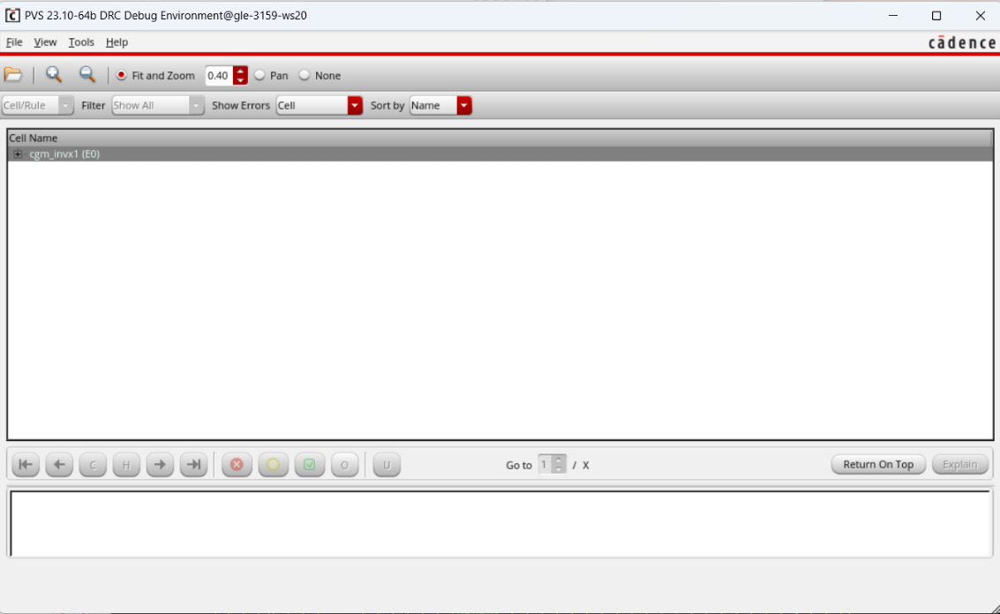 PVS 23.10-64b DRC Debug Environment@gle-3159-ws20
File View Tools Help cādence
Fit and Zoom 0.40 Pan None
Cell/Rule Filter Show All Show Errors Cell Sort by Name
Cell Name
cgm_invx1 (E0)
C H O U Go to 1 / X Return On Top Explain